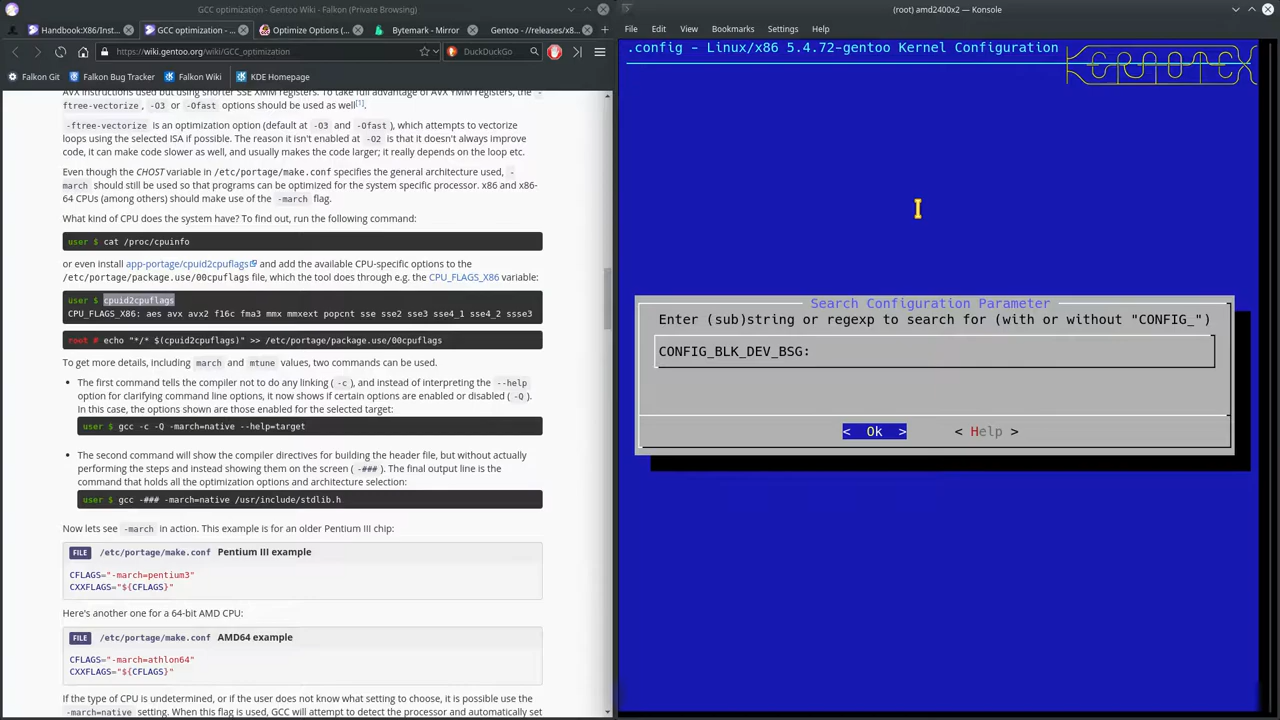 GCC optimization - Gentoo Wiki - Falkon (Private Browsing)
Handbook:X86/Inst...
GCC optimization - ...
Optimize Options (...
Bytemark - Mirror
Gentoo - /releases/x8...
https://wiki.gentoo.org/wiki/GCC_optimization
DuckDuckGo
Falkon Git
Falkon Bug Tracker
Falkon Wiki
KDE Homepage
AVX instructions used but using shorter SSE XMM registers. To take full advantage of AVX YMM registers, the -
ftree-vectorize, -O3 or -Ofast options should be used as well[1].
-ftree-vectorize is an optimization option (default at -O3 and -Ofast), which attempts to vectorize
loops using the selected ISA if possible. The reason it isn't enabled at -O2 is that it doesn't always improve
code, it can make code slower as well, and usually makes the code larger; it really depends on the loop etc.
Even though the CHOST variable in /etc/portage/make.conf specifies the general architecture used, -
march should still be used so that programs can be optimized for the system specific processor. x86 and x86-
64 CPUs (among others) should make use of the -march flag.
What kind of CPU does the system have? To find out, run the following command:
user $ cat /proc/cpuinfo
or even install app-portage/cpuid2cpuflags and add the available CPU-specific options to the
/etc/portage/package.use/00cpuflags file, which the tool does through e.g. the CPU_FLAGS_X86 variable:
user $ cpuid2cpuflags
CPU_FLAGS_X86: aes avx avx2 f16c fma3 mmx mmxext popcnt sse sse2 sse3 sse4_1 sse4_2 ssse3
root # echo "*/* $(cpuid2cpuflags)" >> /etc/portage/package.use/00cpuflags
To get more details, including march and mtune values, two commands can be used.
• The first command tells the compiler not to do any linking (-c), and instead of interpreting the --help
option for clarifying command line options, it now shows if certain options are enabled or disabled (-Q).
In this case, the options shown are those enabled for the selected target:
user $ gcc -c -Q -march=native --help=target
• The second command will show the compiler directives for building the header file, but without actually
performing the steps and instead showing them on the screen (-###). The final output line is the
command that holds all the optimization options and architecture selection:
user $ gcc -### -march=native /usr/include/stdlib.h
Now lets see -march in action. This example is for an older Pentium III chip:
FILE /etc/portage/make.conf Pentium III example
CFLAGS="-march=pentium3"
CXXFLAGS="${CFLAGS}"
Here's another one for a 64-bit AMD CPU:
FILE /etc/portage/make.conf AMD64 example
CFLAGS="-march=athlon64"
CXXFLAGS="${CFLAGS}"
If the type of CPU is undetermined, or if the user does not know what setting to choose, it is possible use the
-march=native setting. When this flag is used, GCC will attempt to detect the processor and automatically set
(root) amd2400x2 — Konsole
File Edit View Bookmarks Settings Help
.config - Linux/x86 5.4.72-gentoo Kernel Configuration
Search Configuration Parameter
Enter (sub)string or regexp to search for (with or without "CONFIG_")
CONFIG_BLK_DEV_BSG:
< Ok > < Help >